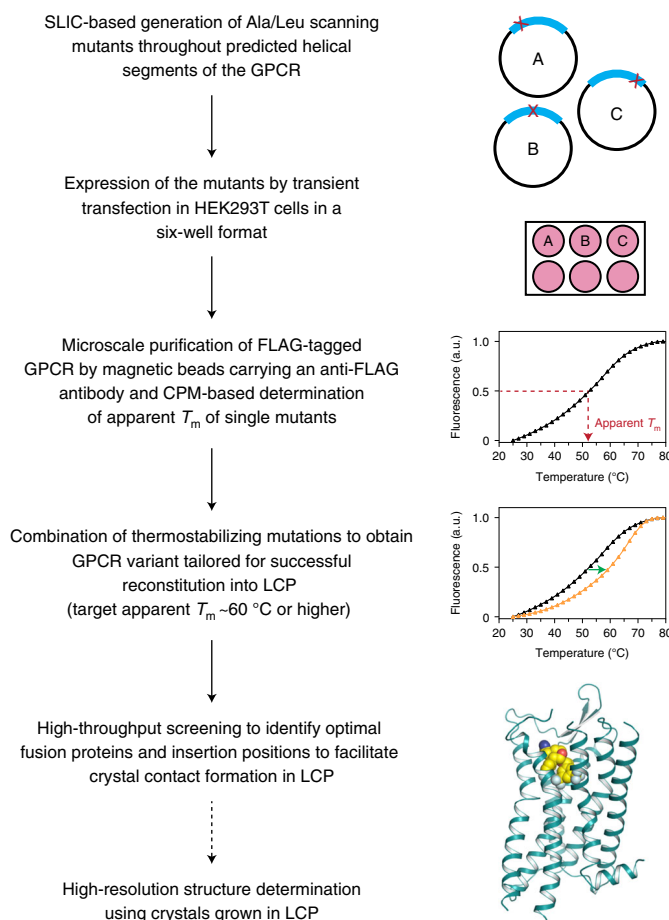 SLIC-based generation of Ala/Leu scanning
mutants throughout predicted helical
segments of the GPCR
A
B
C
Expression of the mutants by transient
transfection in HEK293T cells in a
six-well format
A B C
Microscale purification of FLAG-tagged
GPCR by magnetic beads carrying an anti-FLAG
antibody and CPM-based determination
of apparent Tm of single mutants
Fluorescence (a.u.)
1.0
0.5
0
Apparent Tm
20 30 40 50 60 70 80
Temperature (°C)
Combination of thermostabilizing mutations to obtain
GPCR variant tailored for successful
reconstitution into LCP
(target apparent Tm ~60 °C or higher)
Fluorescence (a.u.)
1.0
0.5
0
20 30 40 50 60 70 80
Temperature (°C)
High-throughput screening to identify optimal
fusion proteins and insertion positions to facilitate
crystal contact formation in LCP
High-resolution structure determination
using crystals grown in LCP